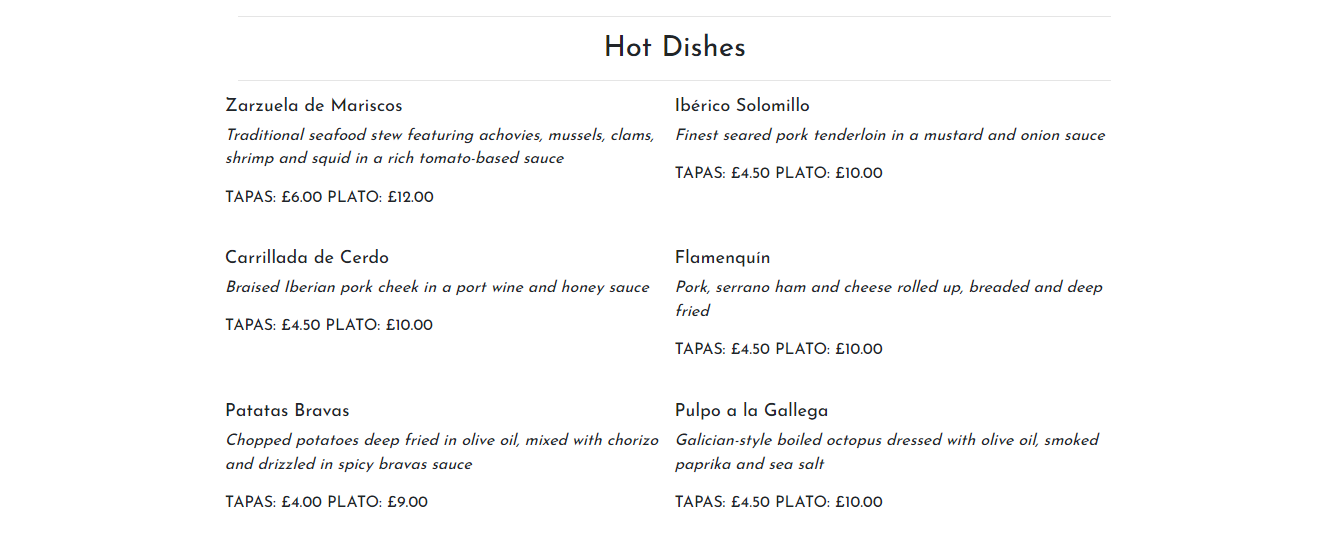 Hot Dishes
Zarzuela de Mariscos
Traditional seafood stew featuring achovies, mussels, clams,
shrimp and squid in a rich tomato-based sauce
TAPAS: £6.00 PLATO: £12.00
Ibérico Solomillo
Finest seared pork tenderloin in a mustard and onion sauce
TAPAS: £4.50 PLATO: £10.00
Carrillada de Cerdo
Braised Iberian pork cheek in a port wine and honey sauce
TAPAS: £4.50 PLATO: £10.00
Flamenquín
Pork, serrano ham and cheese rolled up, breaded and deep
fried
TAPAS: £4.50 PLATO: £10.00
Patatas Bravas
Chopped potatoes deep fried in olive oil, mixed with chorizo
and drizzled in spicy bravas sauce
TAPAS: £4.00 PLATO: £9.00
Pulpo a la Gallega
Galician-style boiled octopus dressed with olive oil, smoked
paprika and sea salt
TAPAS: £4.50 PLATO: £10.00